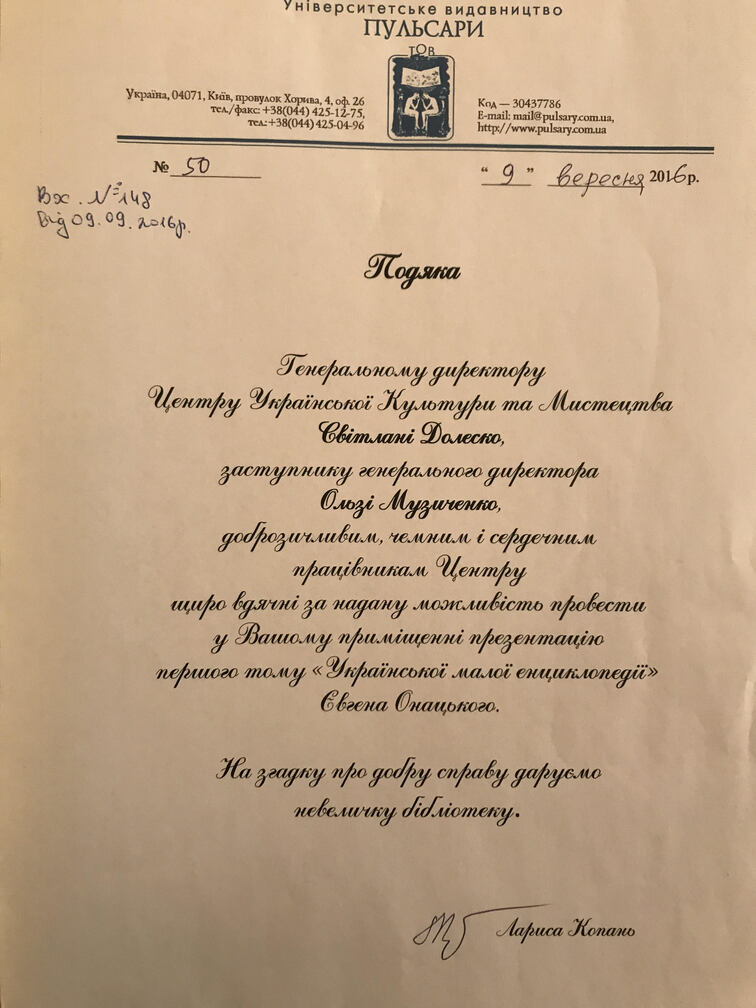 Університетське видавництво
ПУЛЬСАРИ
ТОВ
Україна, 04071, Київ, провулок Хорива, 4, оф. 26
тел./факс: +38(044) 425-12-75,
тел.: +38(044) 425-04-96
Код — 30437786
E-mail: mail@pulsary.com.ua,
http://www.pulsary.com.ua
№ 50
“ 9 ” вересня 2016 р.
Вх. № 148
від 09.09.2016р.
Подяка
Генеральному директору
Центру Української Культури та Мистецтва
Світлані Долеско,
заступнику генерального директора
Ользі Музиченко,
доброзичливим, чемним і сердечним
працівникам Центру
щиро вдячні за надану можливість провести
у Вашому приміщенні презентацію
першого тому «Української малої енциклопедії»
Євгена Онацького.
На згадку про добру справу даруємо
невеличку бібліотеку.
Лариса Копань